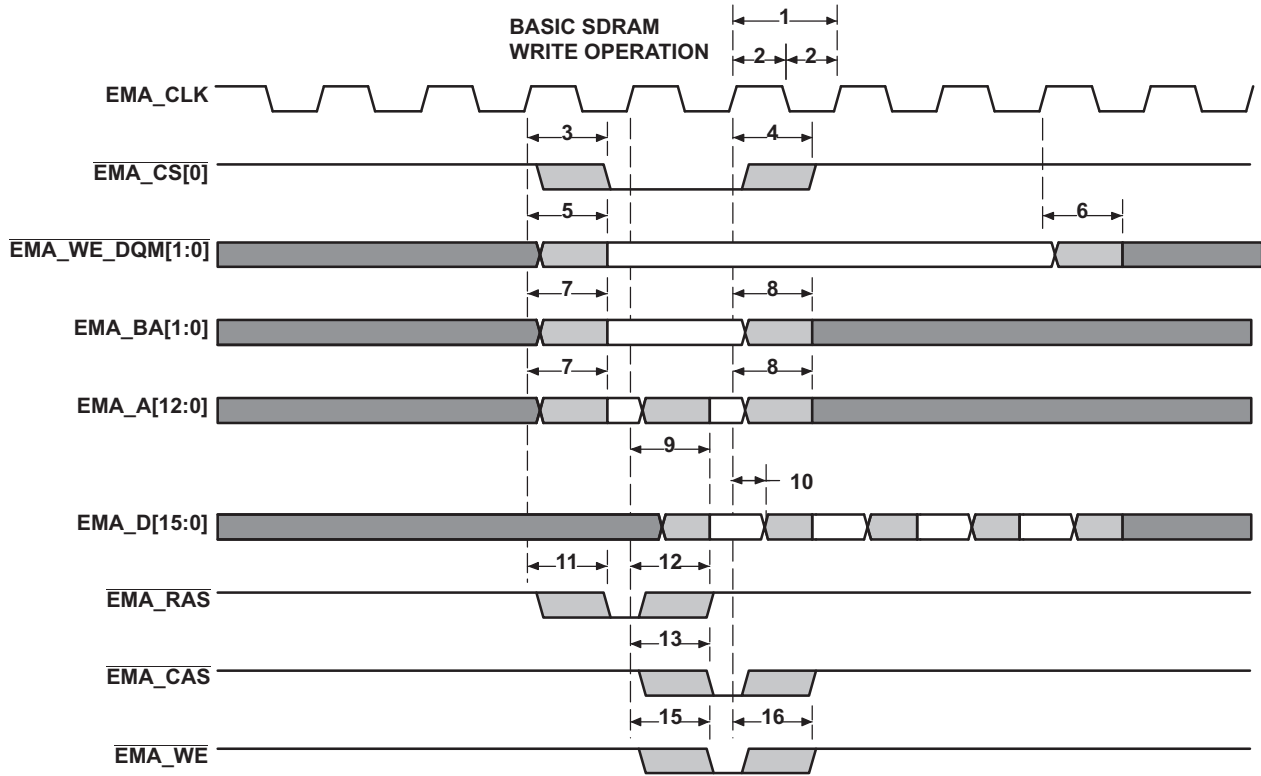 BASIC SDRAM
WRITE OPERATION
1
2 2
EMA_CLK
3 4
EMA_CS[0]
5 6
EMA_WE_DQM[1:0]
7 8
EMA_BA[1:0]
7 8
EMA_A[12:0]
9
10
EMA_D[15:0]
11 12
EMA_RAS
13
EMA_CAS
15 16
EMA_WE